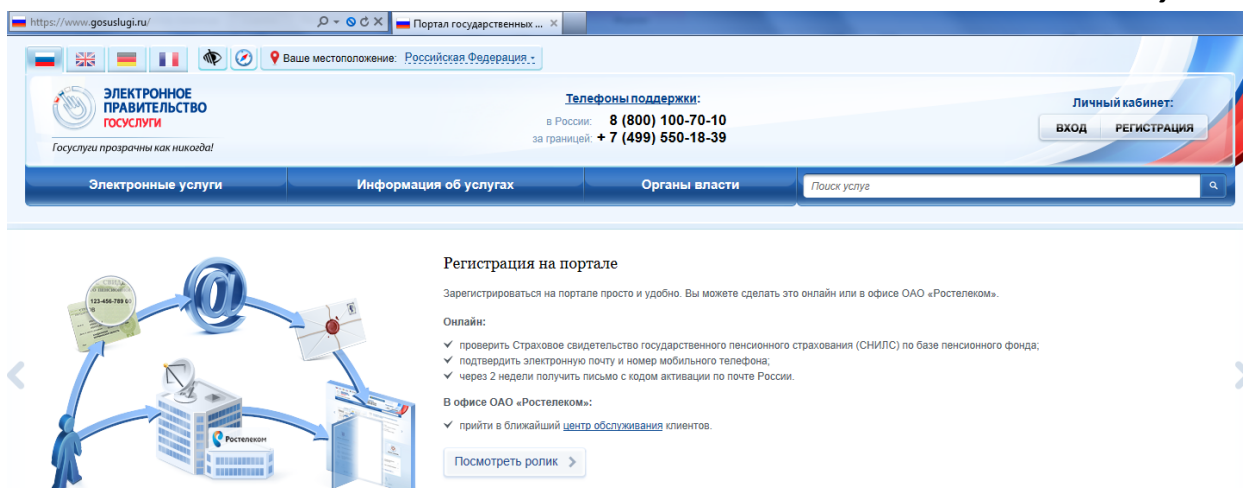 https://www.gosuslugi.ru/
Портал государственных ...
Ваше местоположение: Российская Федерация
ЭЛЕКТРОННОЕ
ПРАВИТЕЛЬСТВО
ГОСУСЛУГИ
Госуслуги прозрачны как никогда!
Телефоны поддержки:
в России: 8 (800) 100-70-10
за границей: + 7 (499) 550-18-39
Личный кабинет:
ВХОД РЕГИСТРАЦИЯ
Электронные услуги Информация об услугах Органы власти Поиск услуг
Регистрация на портале
Зарегистрироваться на портале просто и удобно. Вы можете сделать это онлайн или в офисе ОАО «Ростелеком».
Онлайн:
проверить Страховое свидетельство государственного пенсионного страхования (СНИЛС) по базе пенсионного фонда;
подтвердить электронную почту и номер мобильного телефона;
через 2 недели получить письмо с кодом активации по почте России.
В офисе ОАО «Ростелеком»:
прийти в ближайший центр обслуживания клиентов.
Посмотреть ролик
123-456-789 00
@
Ростелеком